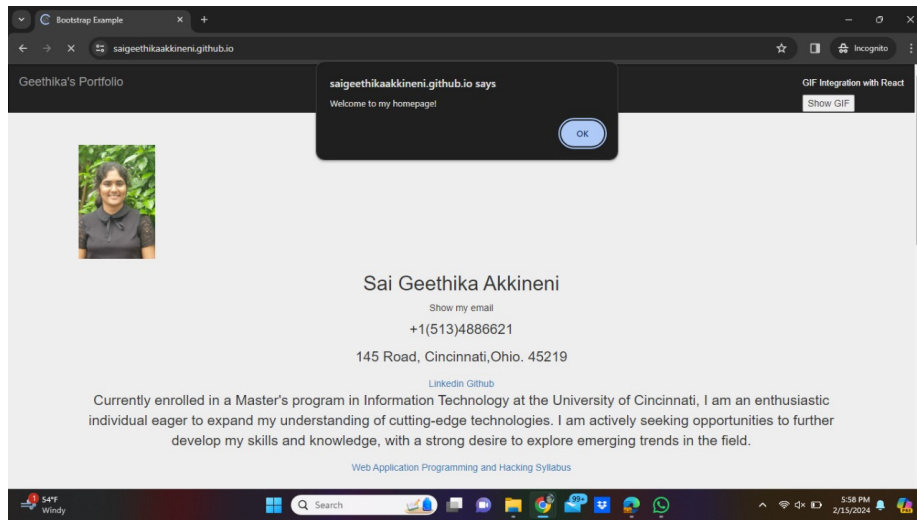 Bootstrap Example
saigeethikaakkineni.github.io
Incognito
Geethika's Portfolio
saigeethikaakkineni.github.io says
Welcome to my homepage!
OK
GIF Integration with React
Show GIF
Sai Geethika Akkineni
Show my email
+1(513)4886621
145 Road, Cincinnati,Ohio. 45219
Linkedin Github
Currently enrolled in a Master's program in Information Technology at the University of Cincinnati, I am an enthusiastic
individual eager to expand my understanding of cutting-edge technologies. I am actively seeking opportunities to further
develop my skills and knowledge, with a strong desire to explore emerging trends in the field.
Web Application Programming and Hacking Syllabus
1
54°F
Windy
Search
99+
5:58 PM
2/15/2024